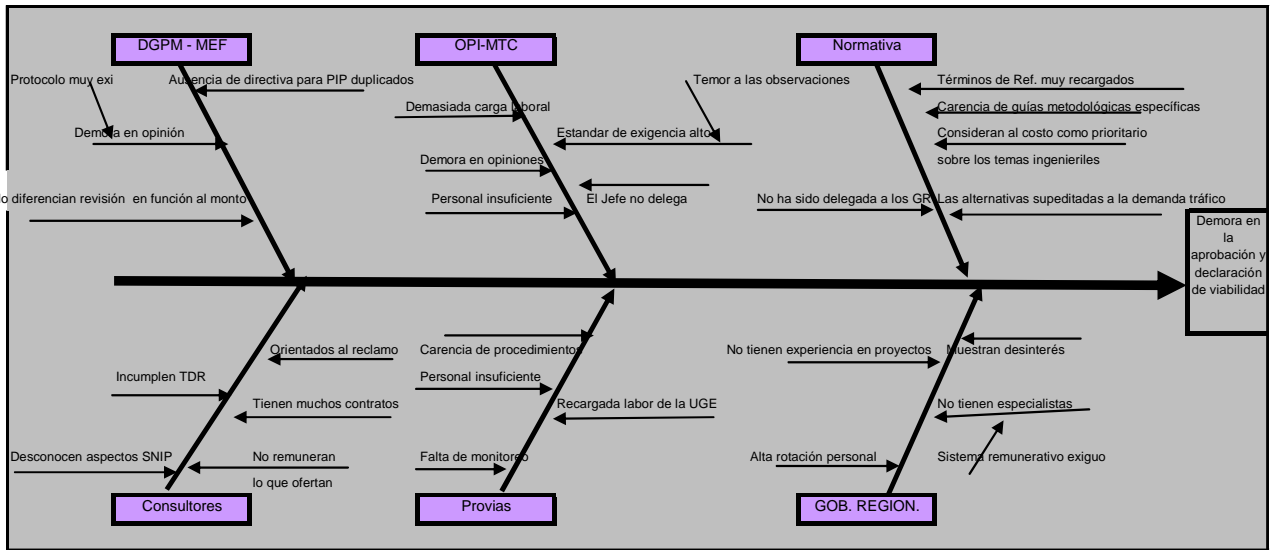 DGPM - MEF
OPI-MTC
Normativa
Protocolo muy exi
Ausencia de directiva para PIP duplicados
Demora en opinión
o diferencian revisión en función al monto
Temor a las observaciones
Demasiada carga laboral
Estandar de exigencia alto
Demora en opiniones
Personal insuficiente
El Jefe no delega
Términos de Ref. muy recargados
Carencia de guías metodológicas específicas
Consideran al costo como prioritario
sobre los temas ingenieriles
No ha sido delegada a los GR
Las alternativas supeditadas a la demanda tráfico
Demora en
la
aprobación y
declaración
de viabilidad
Orientados al reclamo
Incumplen TDR
Tienen muchos contratos
Desconocen aspectos SNIP
No remuneran
lo que ofertan
Carencia de procedimientos
Personal insuficiente
Recargada labor de la UGE
Falta de monitoreo
No tienen experiencia en proyectos
Muestran desinterés
No tienen especialistas
Alta rotación personal
Sistema remunerativo exiguo
Consultores
Provias
GOB. REGION.